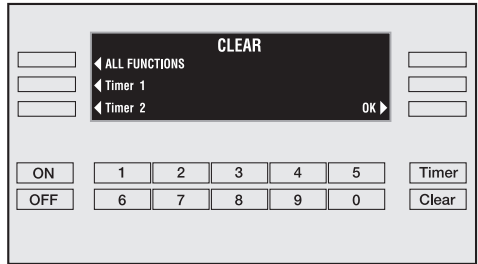 CLEAR
◀ ALL FUNCTIONS
◀ Timer 1
◀ Timer 2 OK ▶
ON 1 2 3 4 5 Timer
OFF 6 7 8 9 0 Clear